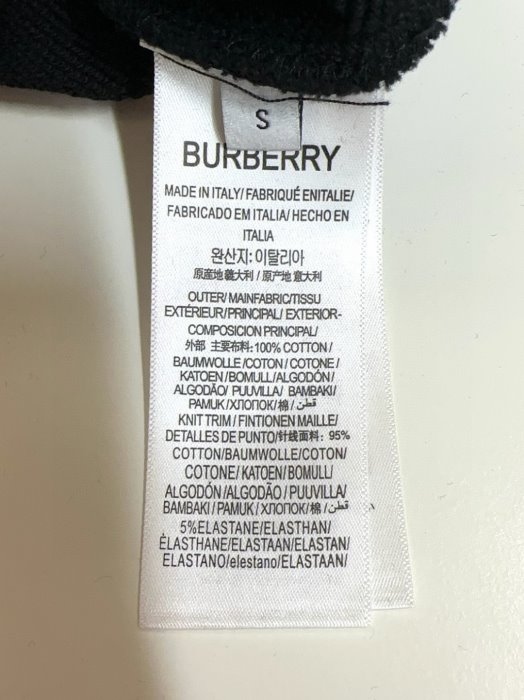 S
BURBERRY
MADE IN ITALY/ FABRIQUÉ ENITALIE/
FABRICADO EM ITALIA/ HECHO EN
ITALIA
완산지: 이탈리아
原産地義大利 / 原产地 意大利
OUTER/ MAINFABRIC/TISSU
EXTÉRIEUR/PRINCIPAL/ EXTERIOR-
COMPOSICION PRINCIPAL/
外部 主要布料: 100% COTTON /
BAUMWOLLE /COTON / COTONE /
KATOEN/ BOMULL/ALGODÓN/
ALGODÃO/ PUUVILLA/ BAMBAKI/
PAMUK /ХЛОПОК/棉 / قطن/
KNIT TRIM / FINTIONEN MAILLE/
DETALLES DE PUNTO/针线面料: 95%
COTTON/BAUMWOLLE/COTON/
COTONE/ KATOEN/ BOMULL/
ALGODÓN /ALGODÃO / PUUVILLA/
BAMBAKI / PAMUK / ХЛОПОК/棉 / قطن/
5%ELASTANE/ELASTHAN/
ÉLASTHANE/ELASTAAN/ELASTAN/
ELASTANO/elestano/ELASTAAN/